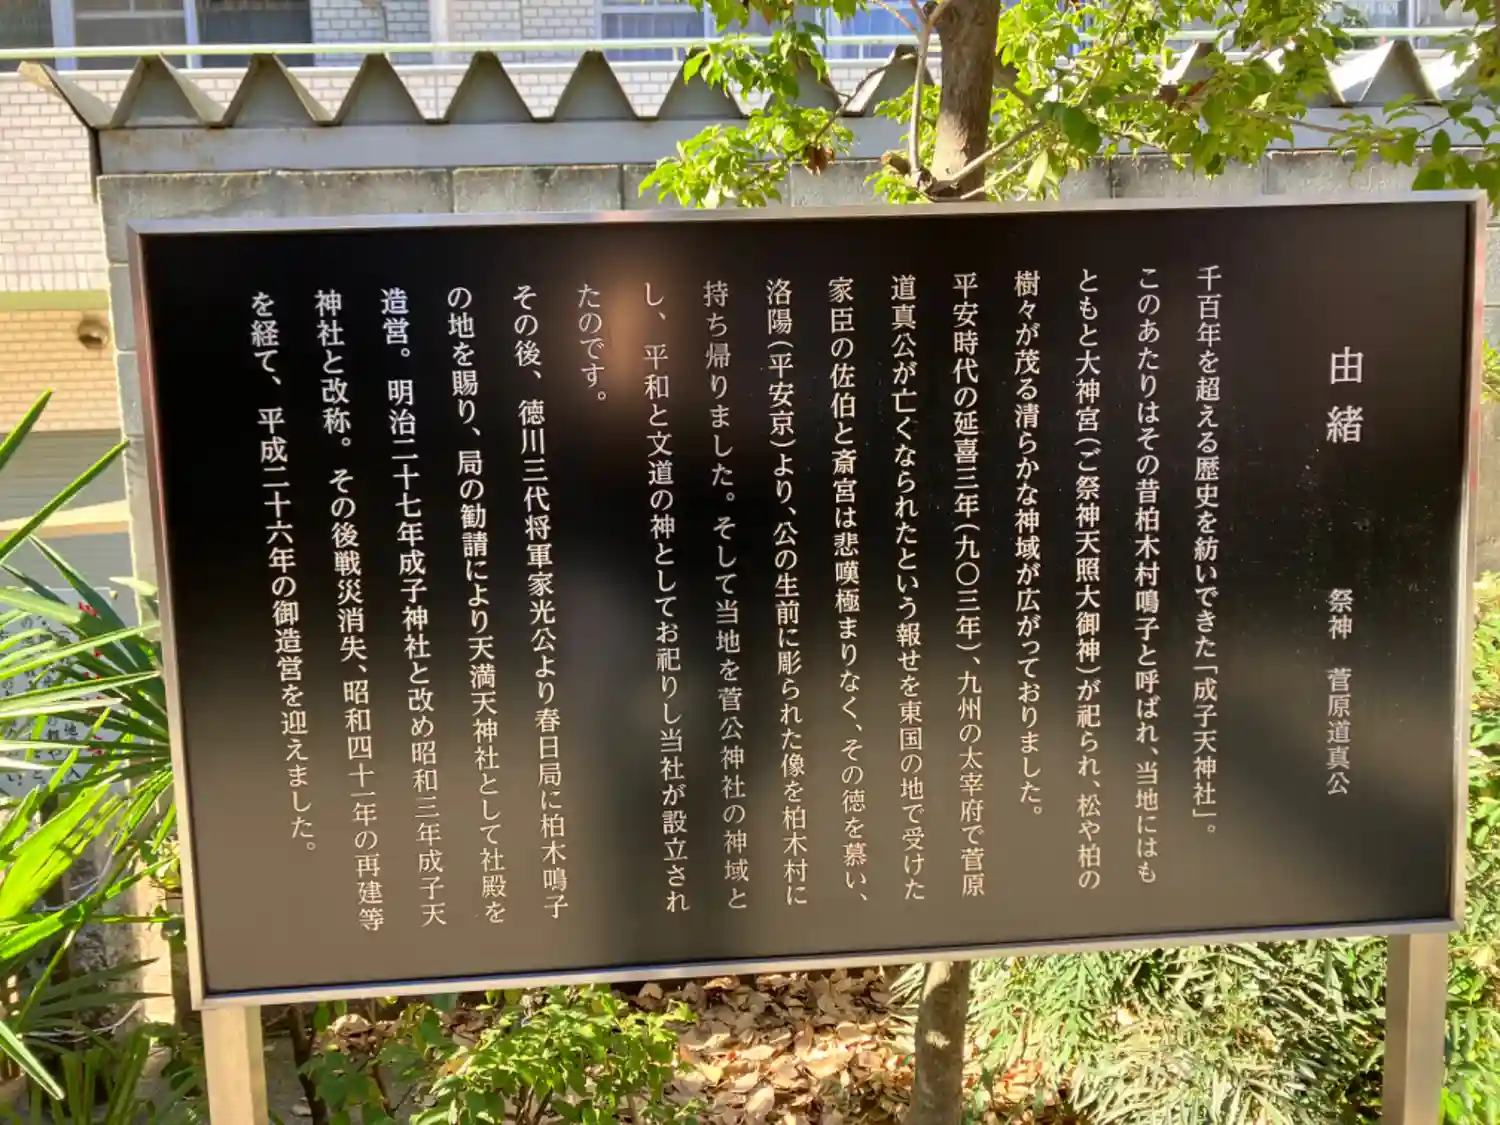 由緒　祭神　菅原道真公
千百年を超える歴史を紡いできた「成子天神社」。
このあたりはその昔柏木村鳴子と呼ばれ、当地にはも
ともと大神宮(ご祭神天照大御神)が祀られ、松や柏の
樹々が茂る清らかな神域が広がっておりました。
平安時代の延喜三年(九〇三年)、九州の太宰府で菅原
道真公が亡くなられたという報せを東国の地で受けた
家臣の佐伯と斎宮は悲嘆極まりなく、その徳を慕い、
洛陽(平安京)より、公の生前に彫られた像を柏木村に
持ち帰りました。そして当地を菅公神社の神域と
し、平和と文道の神としてお祀りし当社が設立され
たのです。
その後、徳川三代将軍家光公より春日局に柏木鳴子
の地を賜り、局の勧請により天満天神社として社殿を
造営。明治二十七年成子神社と改め昭和三年成子天
神社と改称。その後戦災消失、昭和四十一年の再建等
を経て、平成二十六年の御造営を迎えました。